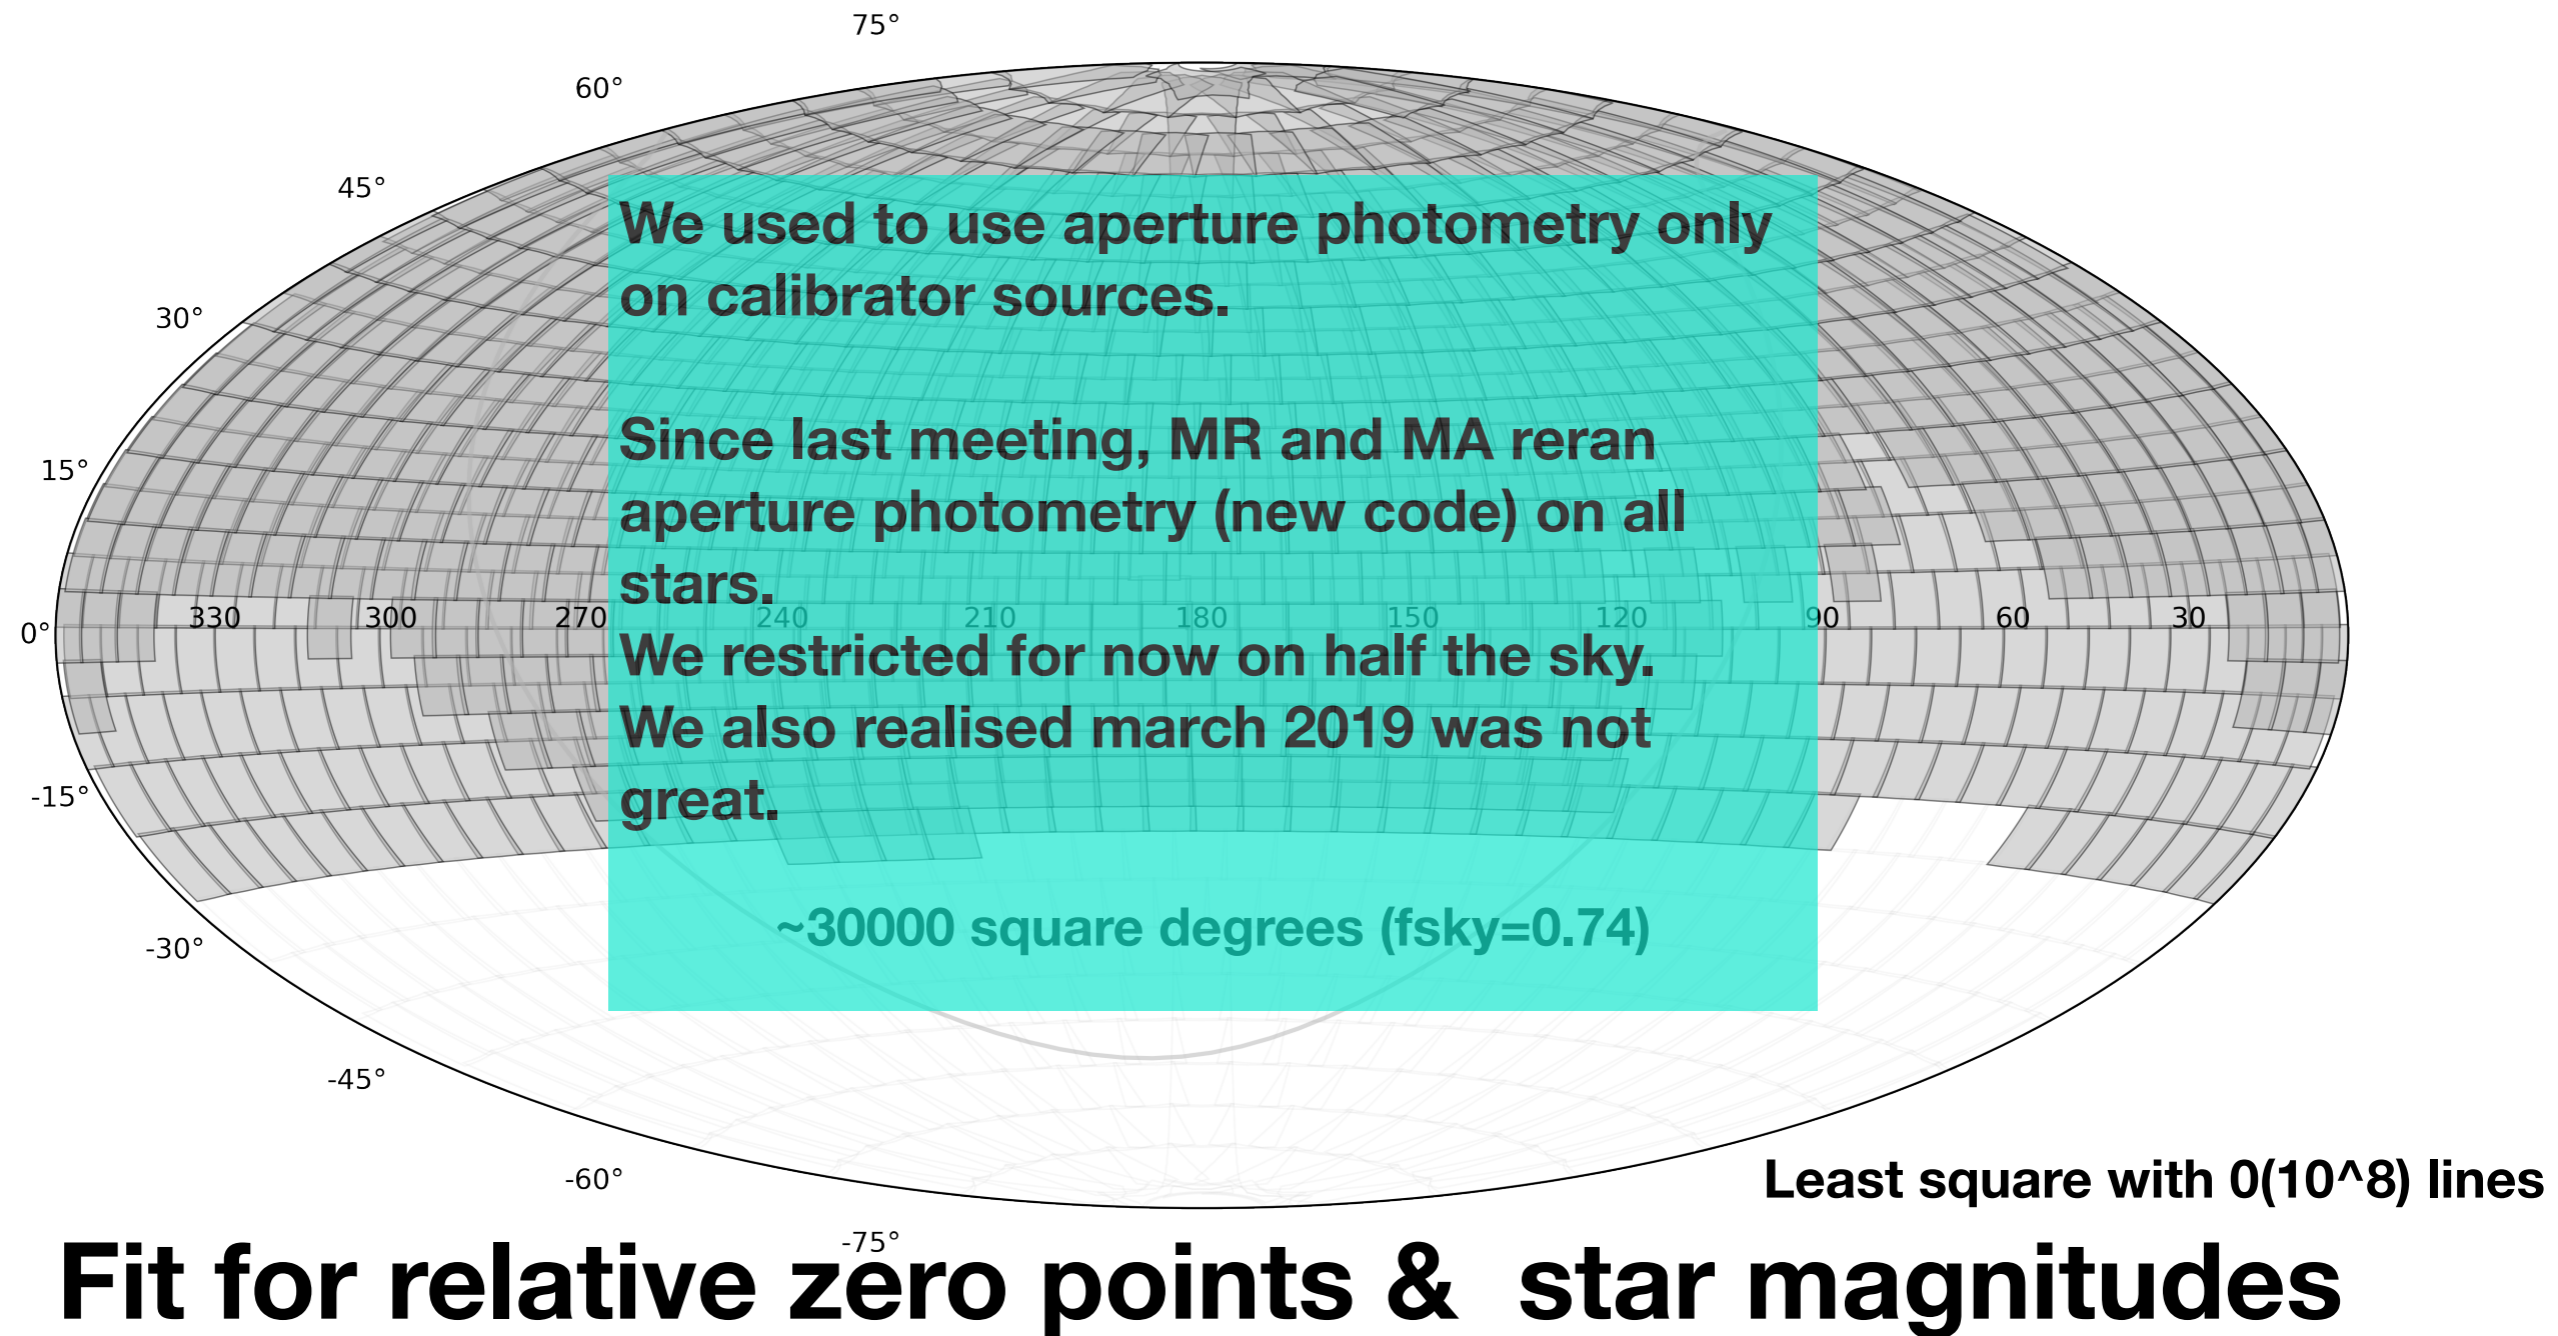 75°
60°
45°
30°
15°
0°
-15°
-30°
-45°
-60°
-75°
330 300 270 240 210 180 150 120 90 60 30
We used to use aperture photometry only
on calibrator sources.
Since last meeting, MR and MA reran
aperture photometry (new code) on all
stars.
We restricted for now on half the sky.
We also realised march 2019 was not
great.
~30000 square degrees (fsky=0.74)
Least square with 0(10^8) lines
Fit for relative zero points & star magnitudes